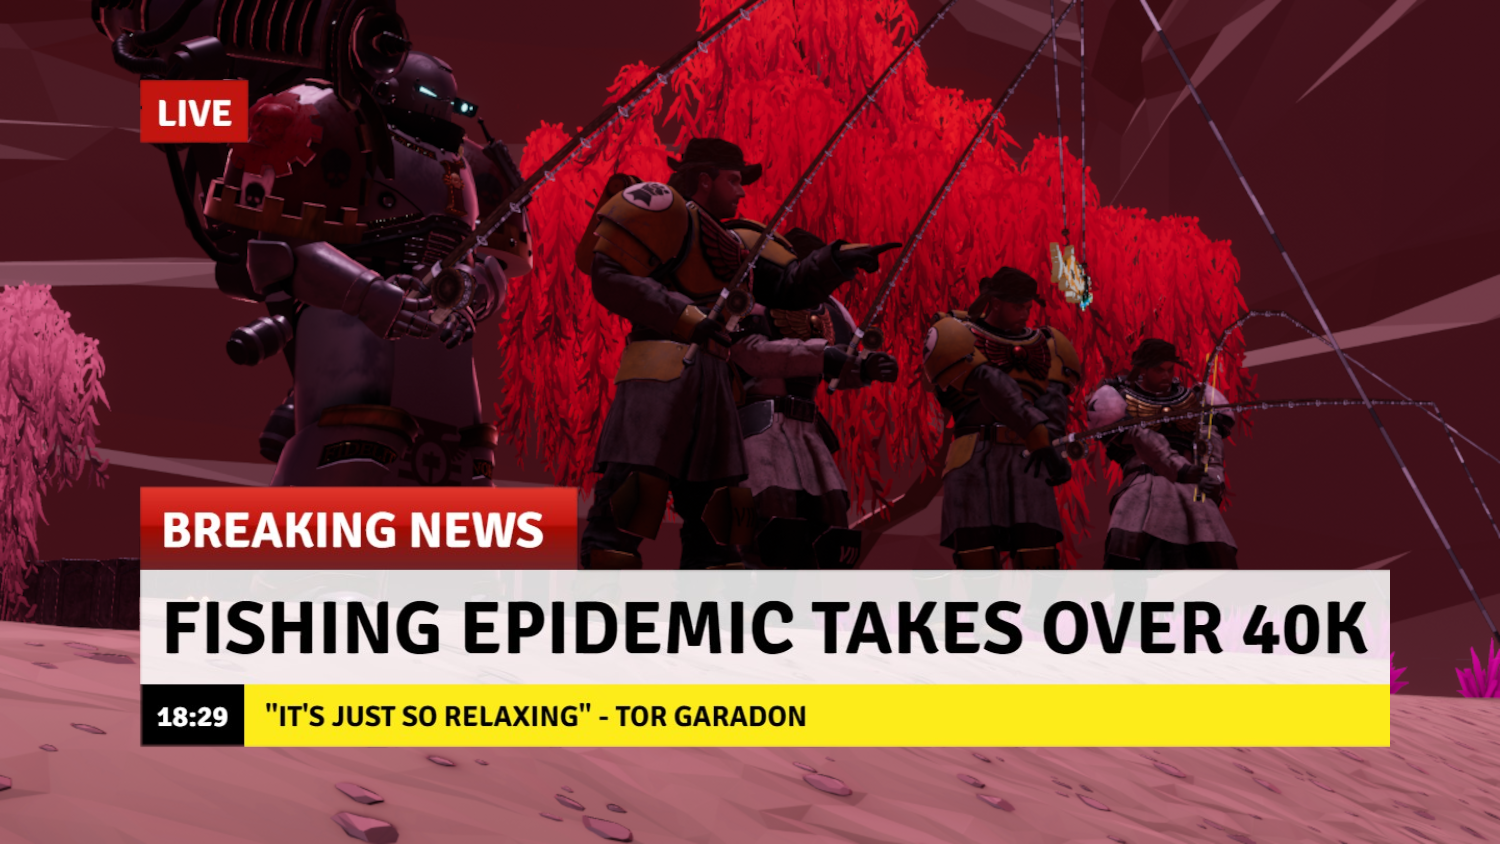 LIVE
BREAKING NEWS
FISHING EPIDEMIC TAKES OVER 40K
18:29 "IT'S JUST SO RELAXING" - TOR GARADON